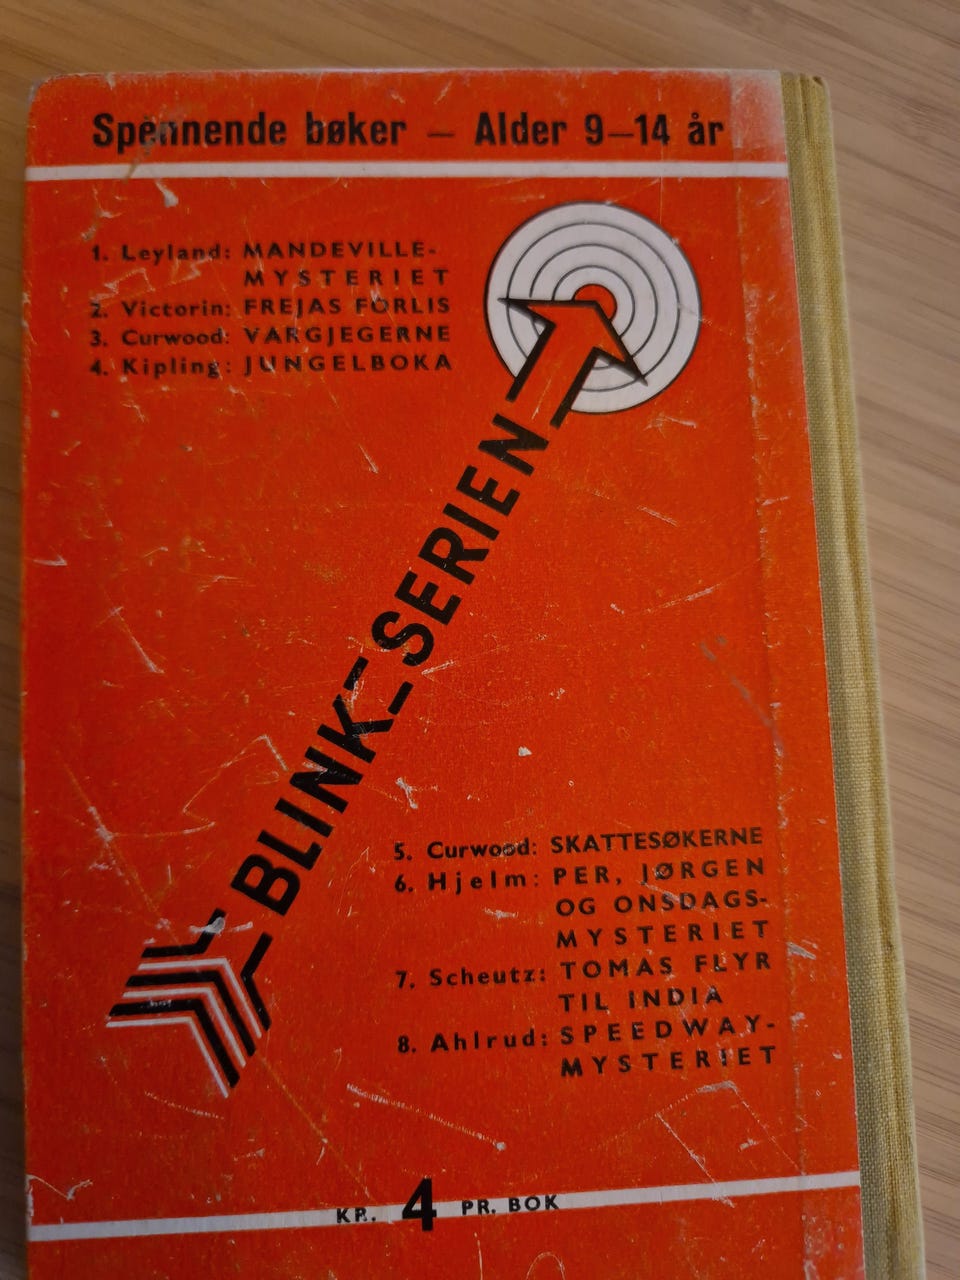 Spennende bøker – Alder 9–14 år
1. Leyland: MANDEVILLE-
MYSTERIET
2. Victorin: FREJAS FORLIS
3. Curwood: VARGJEGERNE
4. Kipling: JUNGELBOKA
BLINK-SERIEN
5. Curwood: SKATTESØKERNE
6. Hjelm: PER, JØRGEN
OG ONSDAGS-
MYSTERIET
7. Scheutz: TOMAS FLYR
TIL INDIA
8. Ahlrud: SPEEDWAY-
MYSTERIET
KR. 4 PR. BOK